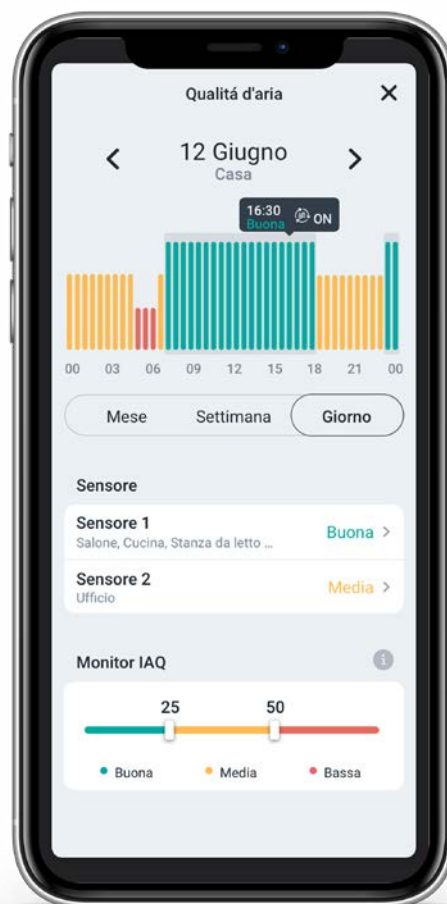 Qualitá d'aria
12 Giugno
Casa
16:30 ON
Buona
00 03 06 09 12 15 18 21 00
Mese Settimana Giorno
Sensore
Sensore 1
Salone, Cucina, Stanza da letto ...
Buona
Sensore 2
Ufficio
Media
Monitor IAQ
25 50
Buona Media Bassa